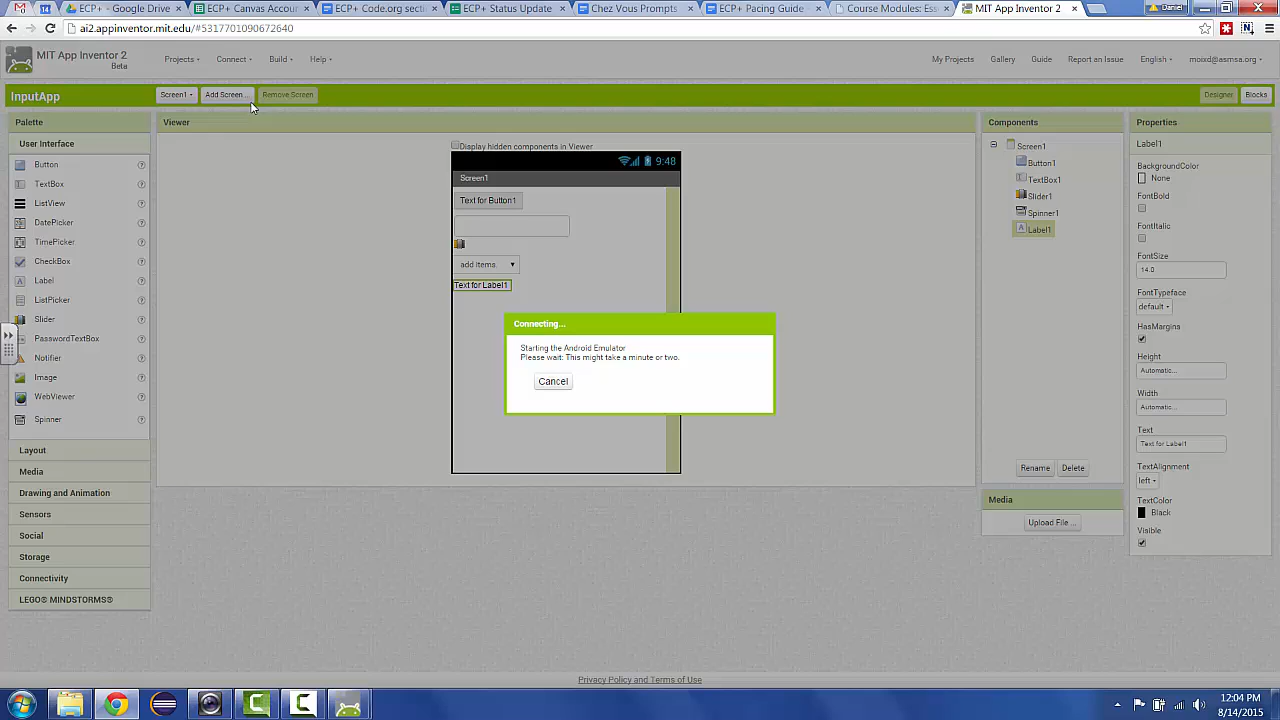 ECP+ - Google Drive
ECP+ Canvas Accoun
ECP+ Code.org secti
ECP+ Status Update
Chez Vous Prompts
ECP+ Pacing Guide
Course Modules: Ess
MIT App Inventor 2
Daniel
14
ai2.appinventor.mit.edu/#5317701090672640
MIT App Inventor 2
Beta
Projects
Connect
Build
Help
My Projects
Gallery
Guide
Report an Issue
English
moixd@asmsa.org
InputApp
Screen1
Add Screen ...
Remove Screen
Designer
Blocks
Palette
User Interface
Button
TextBox
ListView
DatePicker
TimePicker
CheckBox
Label
ListPicker
Slider
PasswordTextBox
Notifier
Image
WebViewer
Spinner
Layout
Media
Drawing and Animation
Sensors
Social
Storage
Connectivity
LEGO® MINDSTORMS®
Viewer
Display hidden components in Viewer
9:48
Screen1
Text for Button1
add items...
Text for Label1
Connecting...
Starting the Android Emulator
Please wait: This might take a minute or two.
Cancel
Components
Screen1
Button1
TextBox1
Slider1
Spinner1
Label1
Rename
Delete
Media
Upload File ...
Properties
Label1
BackgroundColor
None
FontBold
FontItalic
FontSize
14.0
FontTypeface
default
HasMargins
Height
Automatic...
Width
Automatic...
Text
Text for Label1
TextAlignment
left
TextColor
Black
Visible
Privacy Policy and Terms of Use
12:04 PM
8/14/2015